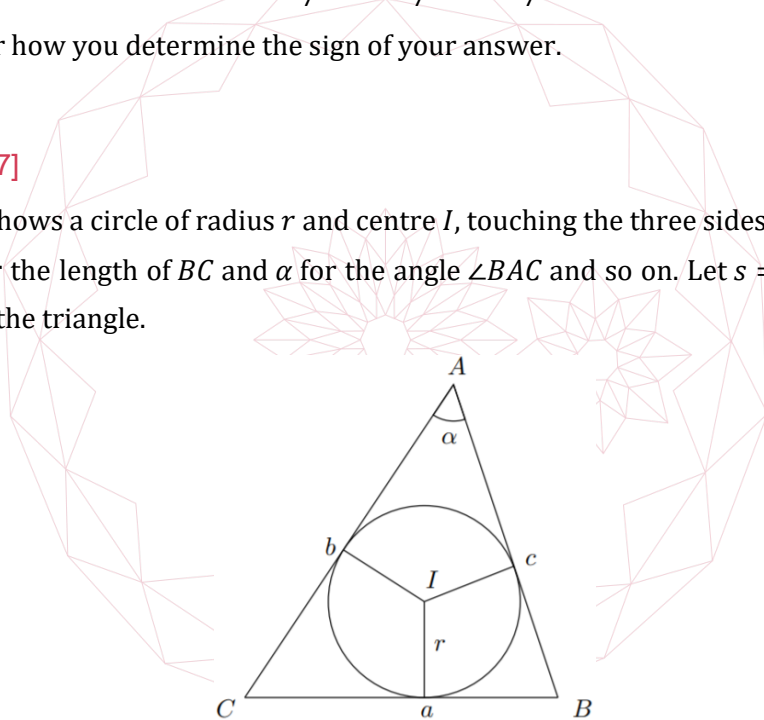 how you determine the sign of your answer.
7]
hows a circle of radius r and centre I, touching the three sides
the length of BC and α for the angle ∠BAC and so on. Let s =
the triangle.
A
α
b
c
I
r
C
a
B